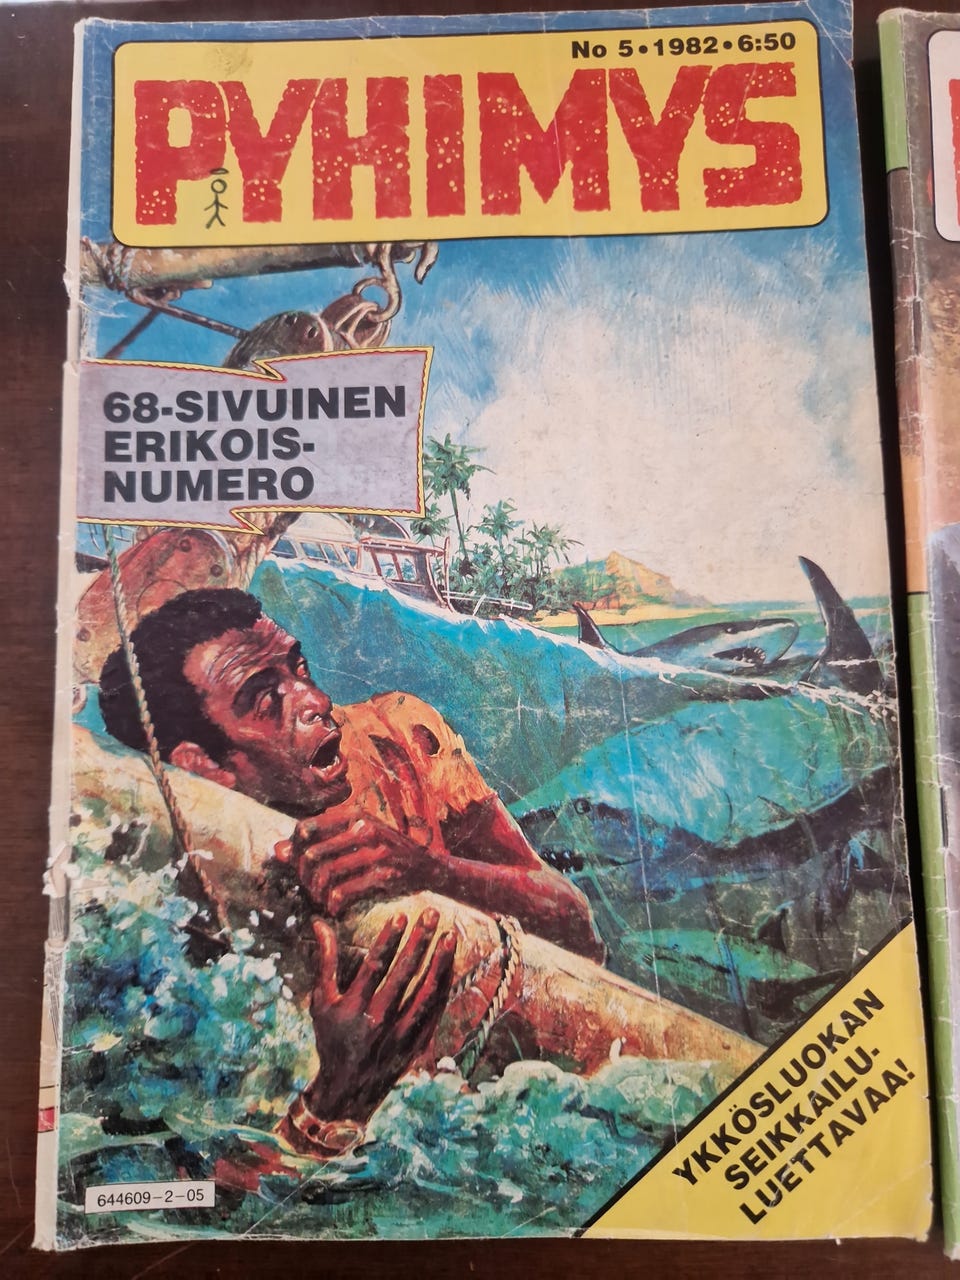 No 5 • 1982 • 6:50
PYHIMYS
68-SIVUINEN
ERIKOIS-
NUMERO
YKKÖSLUOKAN
SEIKKAILU-
LUETTAVAA!
644609-2-05